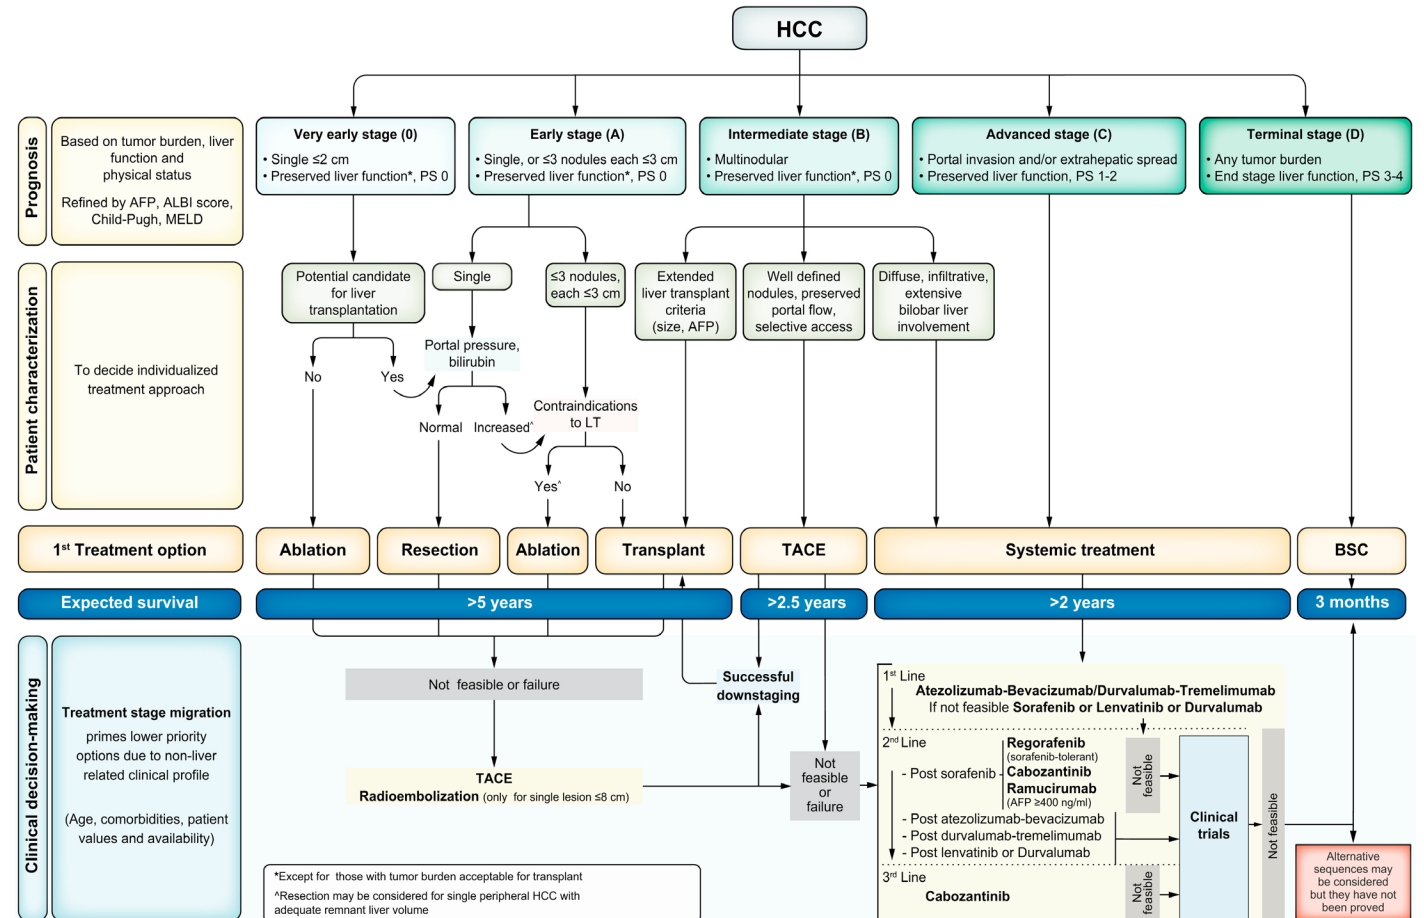 HCC
Prognosis
Based on tumor burden, liver
function and
physical status
Refined by AFP, ALBI score,
Child-Pugh, MELD
Very early stage (0)
• Single ≤2 cm
• Preserved liver function*, PS 0
Early stage (A)
• Single, or ≤3 nodules each ≤3 cm
• Preserved liver function*, PS 0
Intermediate stage (B)
• Multinodular
• Preserved liver function*, PS 0
Advanced stage (C)
• Portal invasion and/or extrahepatic spread
• Preserved liver function, PS 1-2
Terminal stage (D)
• Any tumor burden
• End stage liver function, PS 3-4
Patient characterization
To decide individualized
treatment approach
Potential candidate
for liver
transplantation
Single
≤3 nodules,
each ≤3 cm
Extended
liver transplant
criteria
(size, AFP)
Well defined
nodules, preserved
portal flow,
selective access
Diffuse, infiltrative,
extensive
bilobar liver
involvement
No
Yes
Portal pressure,
bilirubin
Normal
Increased^
Contraindications
to LT
Yes^
No
1st Treatment option
Ablation
Resection
Ablation
Transplant
TACE
Systemic treatment
BSC
Expected survival
>5 years
>2.5 years
>2 years
3 months
Clinical decision-making
Treatment stage migration
primes lower priority
options due to non-liver
related clinical profile
(Age, comorbidities, patient
values and availability)
Not feasible or failure
TACE
Radioembolization (only for single lesion ≤8 cm)
Successful
downstaging
Not
feasible
or
failure
1st Line
Atezolizumab-Bevacizumab/Durvalumab-Tremelimumab
If not feasible Sorafenib or Lenvatinib or Durvalumab
2nd Line
- Post sorafenib
Regorafenib
(sorafenib-tolerant)
Cabozantinib
Ramucirumab
(AFP ≥400 ng/ml)
- Post atezolizumab-bevacizumab
- Post durvalumab-tremelimumab
- Post lenvatinib or Durvalumab
3rd Line
Cabozantinib
Not
feasible
Not
feasible
Clinical
trials
Not feasible
Alternative
sequences may
be considered
but they have not
been proved
*Except for those with tumor burden acceptable for transplant
^Resection may be considered for single peripheral HCC with
adequate remnant liver volume